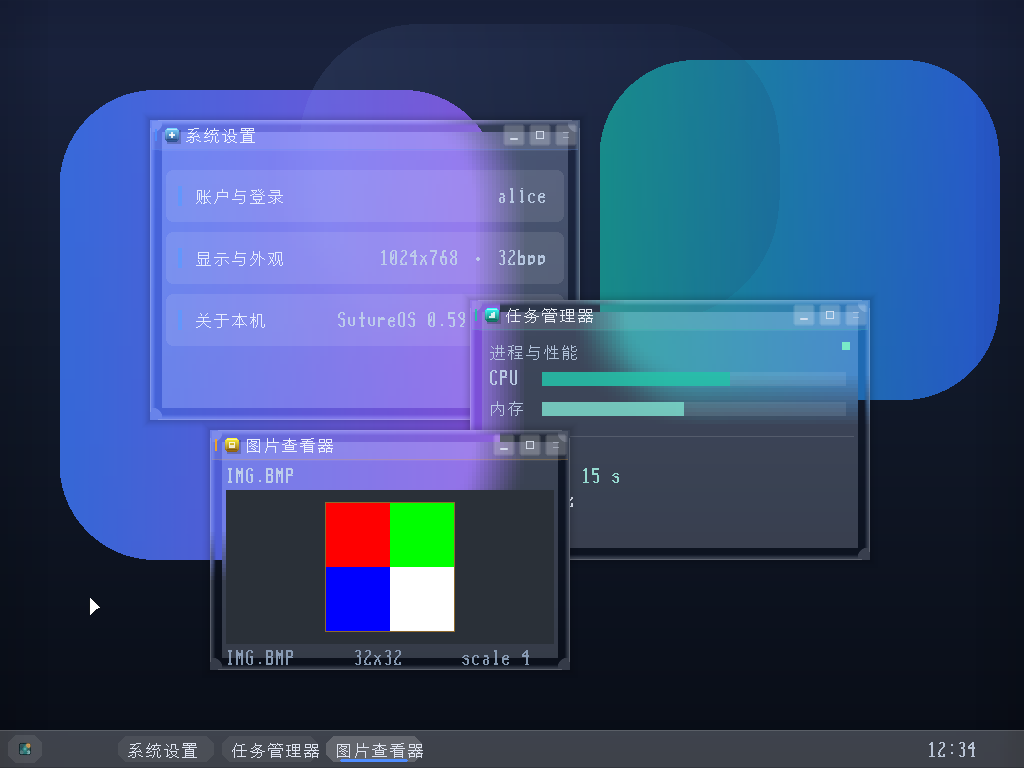 系统设置
账户与登录 alice
显示与外观 1024x768 • 32bpp
关于本机 SutureOS 0.59
任务管理器
进程与性能
CPU
内存
15 s
图片查看器
IMG.BMP
IMG.BMP 32x32 scale 4
系统设置 任务管理器 图片查看器 12:34